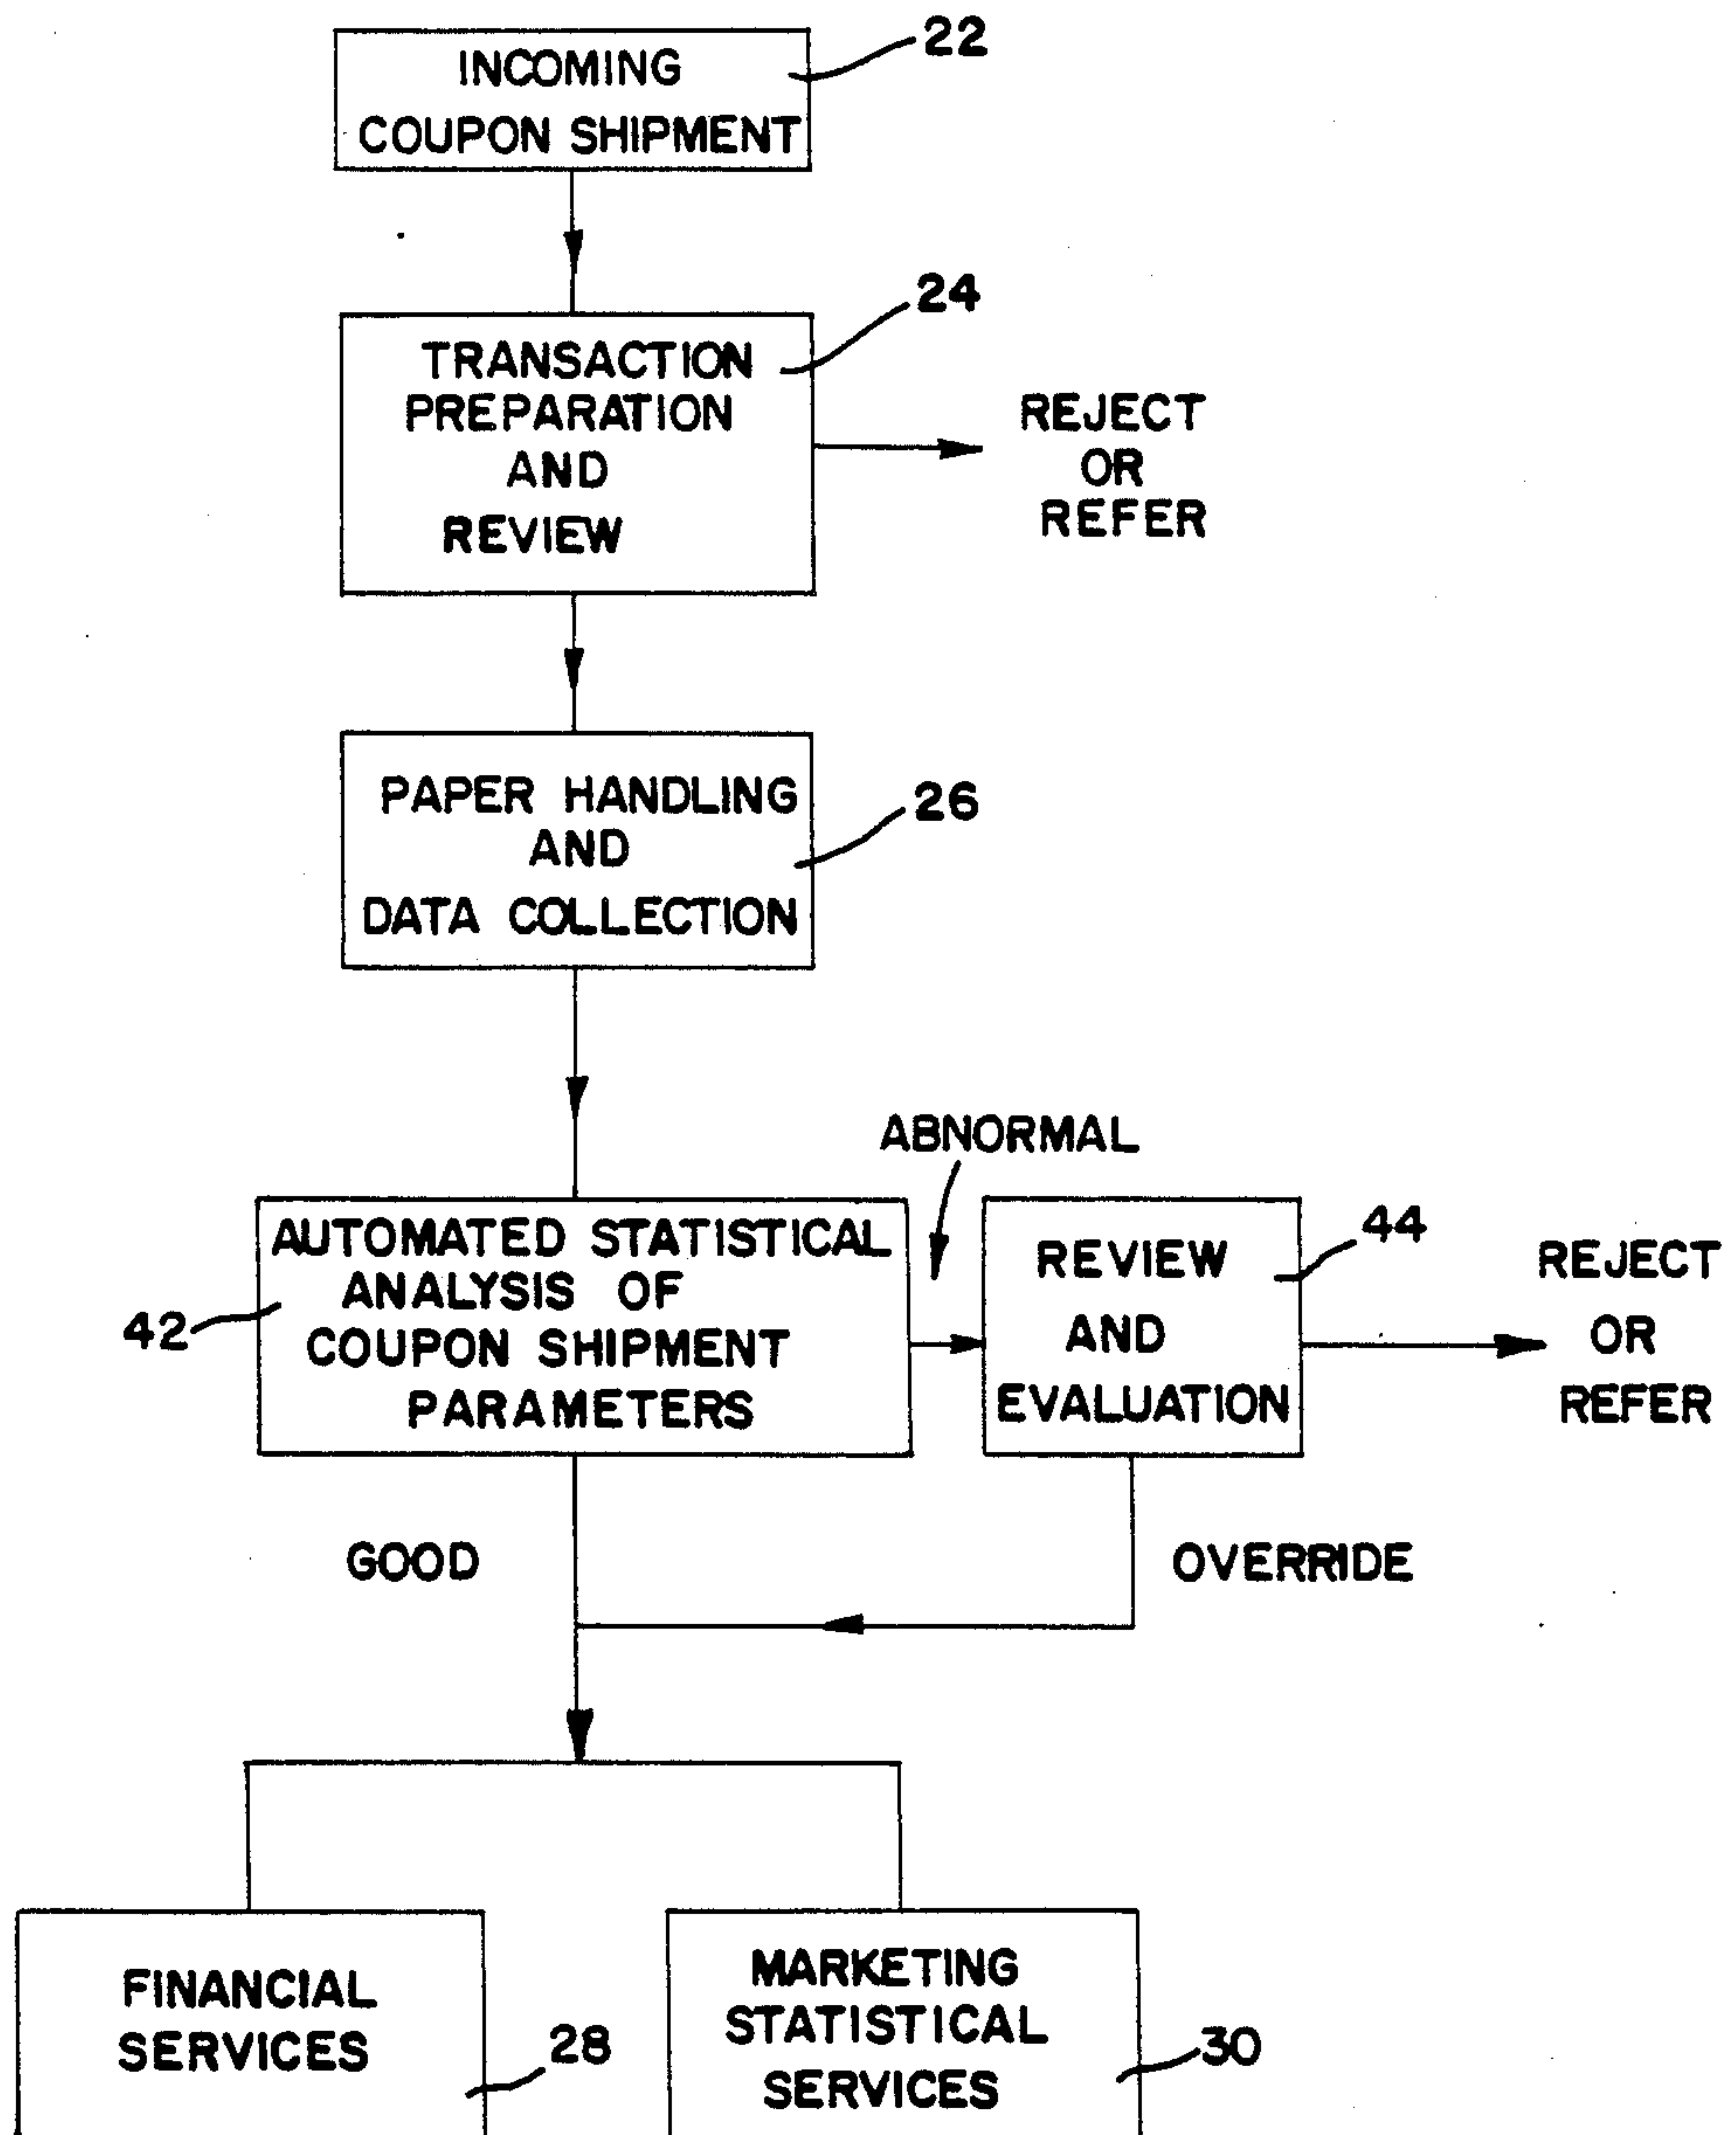 INCOMING
COUPON SHIPMENT
22
TRANSACTION
PREPARATION
AND
REVIEW
24
REJECT
OR
REFER
PAPER HANDLING
AND
DATA COLLECTION
26
ABNORMAL
AUTOMATED STATISTICAL
ANALYSIS OF
COUPON SHIPMENT
PARAMETERS
42
REVIEW
AND
EVALUATION
44
REJECT
OR
REFER
GOOD
OVERRIDE
FINANCIAL
SERVICES
28
MARKETING
STATISTICAL
SERVICES
30